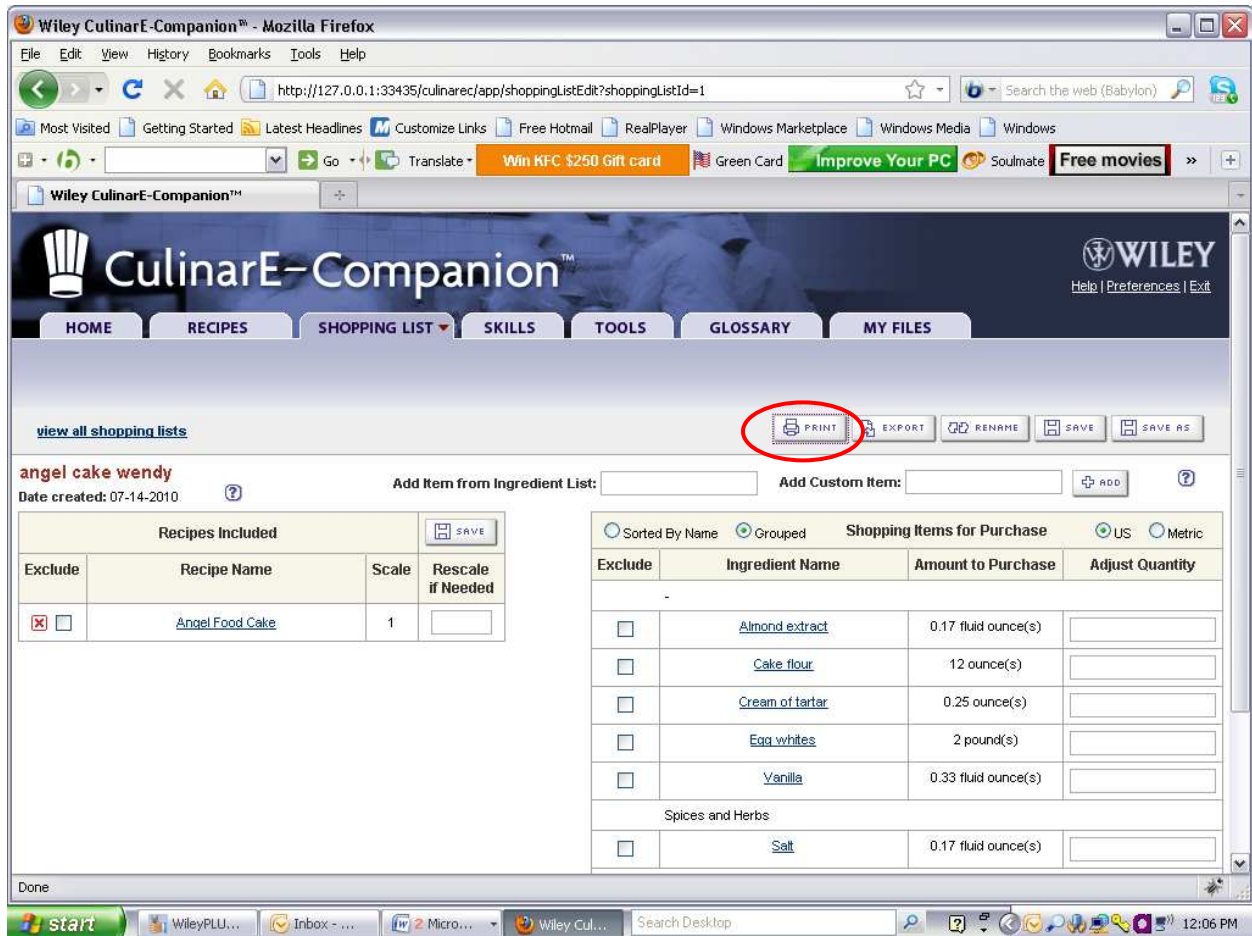 Wiley CulinarE-Companion™ - Mozilla Firefox
File Edit View History Bookmarks Tools Help
http://127.0.0.1:33435/culinarec/app/shoppingListEdit?shoppingListId=1 Search the web (Babylon)
Most Visited Getting Started Latest Headlines Customize Links Free Hotmail RealPlayer Windows Marketplace Windows Media Windows
Go Translate Win KFC $250 Gift card Green Card Improve Your PC Soulmate Free movies »
Wiley CulinarE-Companion™
CulinarE-Companion™
WILEY
Help | Preferences | Exit
HOME RECIPES SHOPPING LIST SKILLS TOOLS GLOSSARY MY FILES
view all shopping lists PRINT EXPORT RENAME SAVE SAVE AS
angel cake wendy
Date created: 07-14-2010 ? Add Item from Ingredient List: Add Custom Item: ADD ?
Recipes Included SAVE
Exclude Recipe Name Scale Rescale if Needed
Angel Food Cake 1
Sorted By Name Grouped Shopping Items for Purchase US Metric
Exclude Ingredient Name Amount to Purchase Adjust Quantity
-
Almond extract 0.17 fluid ounce(s)
Cake flour 12 ounce(s)
Cream of tartar 0.25 ounce(s)
Egg whites 2 pound(s)
Vanilla 0.33 fluid ounce(s)
Spices and Herbs
Salt 0.17 fluid ounce(s)
Done
start WileyPLU... Inbox - ... 2 Micro... Wiley Cul... Search Desktop 12:06 PM